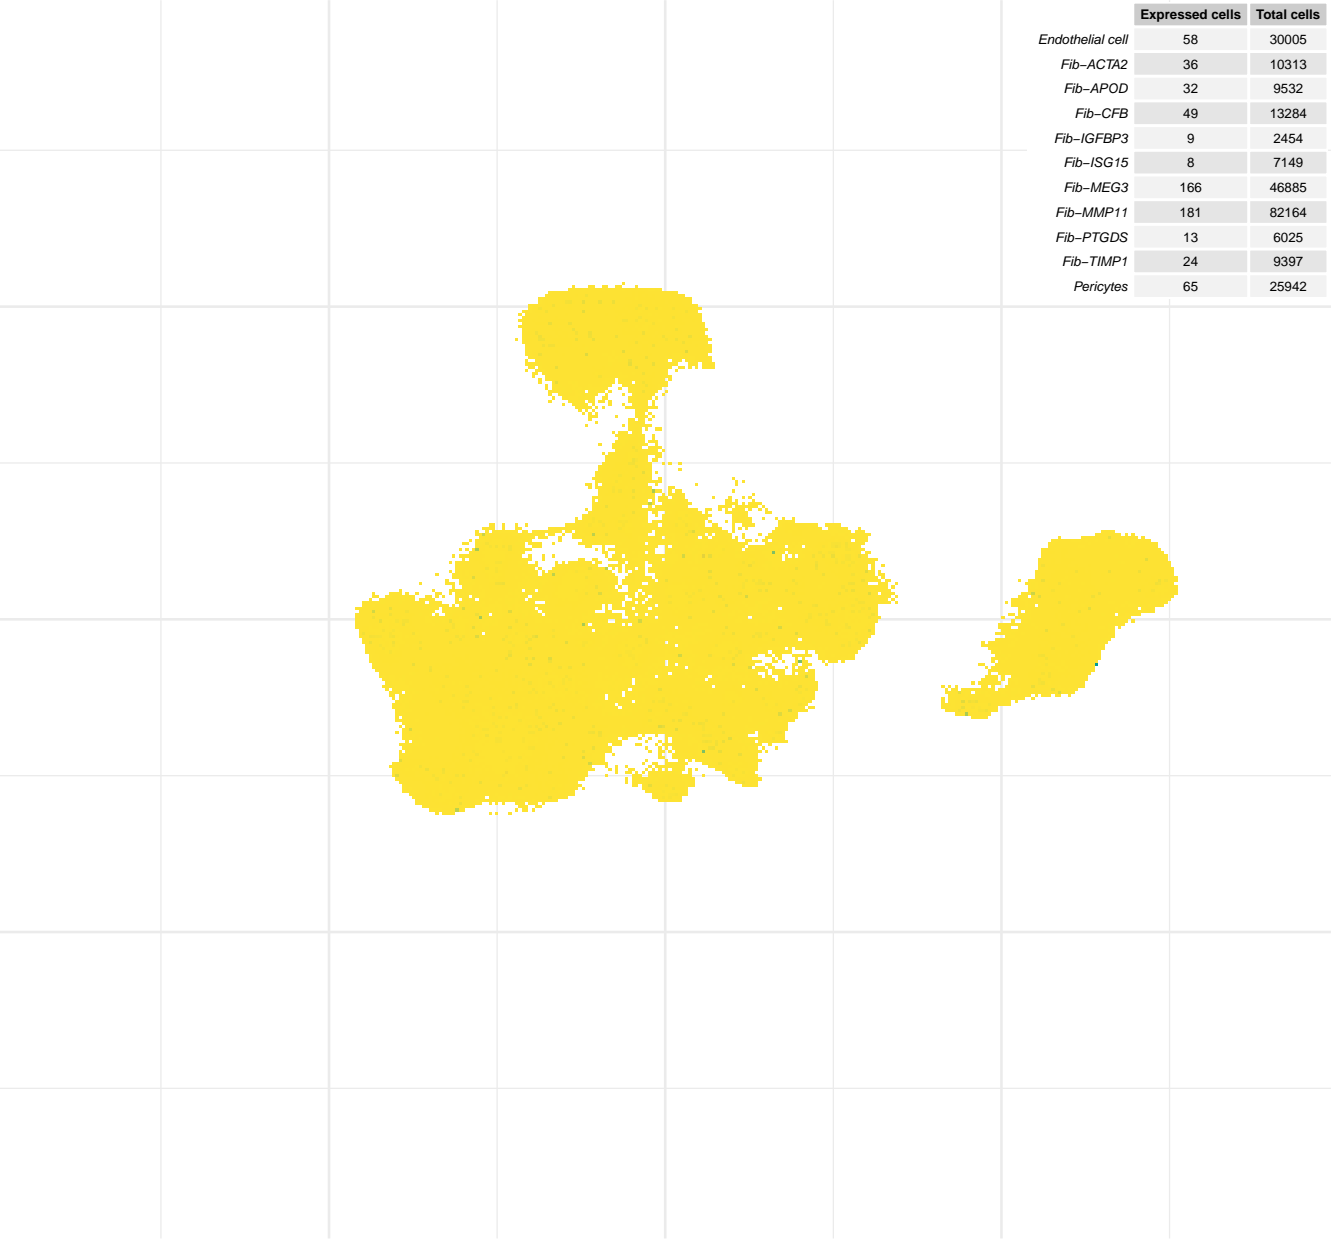 Expressed cells Total cells
Endothelial cell 58 30005
Fib−ACTA2 36 10313
Fib−APOD 32 9532
Fib−CFB 49 13284
Fib−IGFBP3 9 2454
Fib−ISG15 8 7149
Fib−MEG3 166 46885
Fib−MMP11 181 82164
Fib−PTGDS 13 6025
Fib−TIMP1 24 9397
Pericytes 65 25942